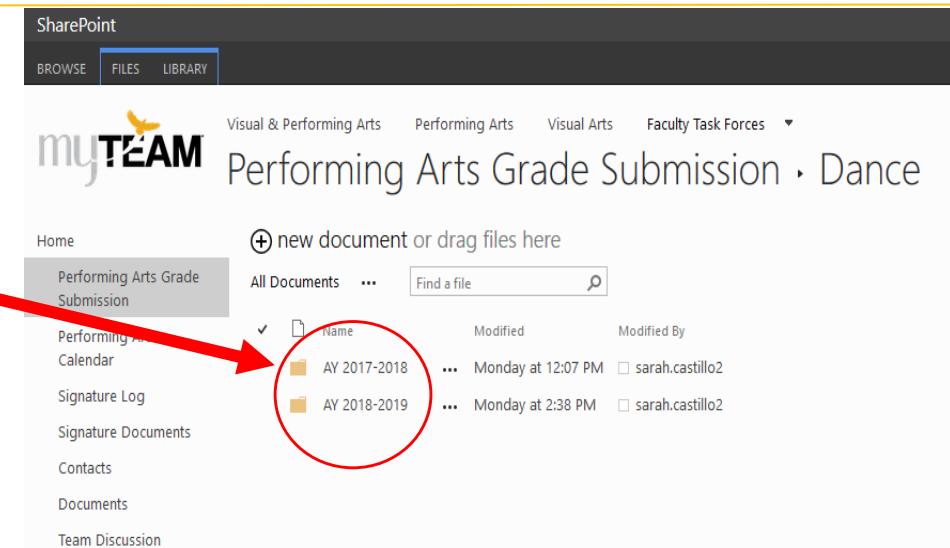 SharePoint
BROWSE FILES LIBRARY
myTEAM
Visual & Performing Arts Performing Arts Visual Arts Faculty Task Forces
Performing Arts Grade Submission Dance
Home
Performing Arts Grade
Submission
Performing
Calendar
Signature Log
Signature Documents
Contacts
Documents
Team Discussion
new document or drag files here
All Documents ... Find a file
Name Modified Modified By
AY 2017-2018 ... Monday at 12:07 PM sarah.castillo2
AY 2018-2019 ... Monday at 2:38 PM sarah.castillo2